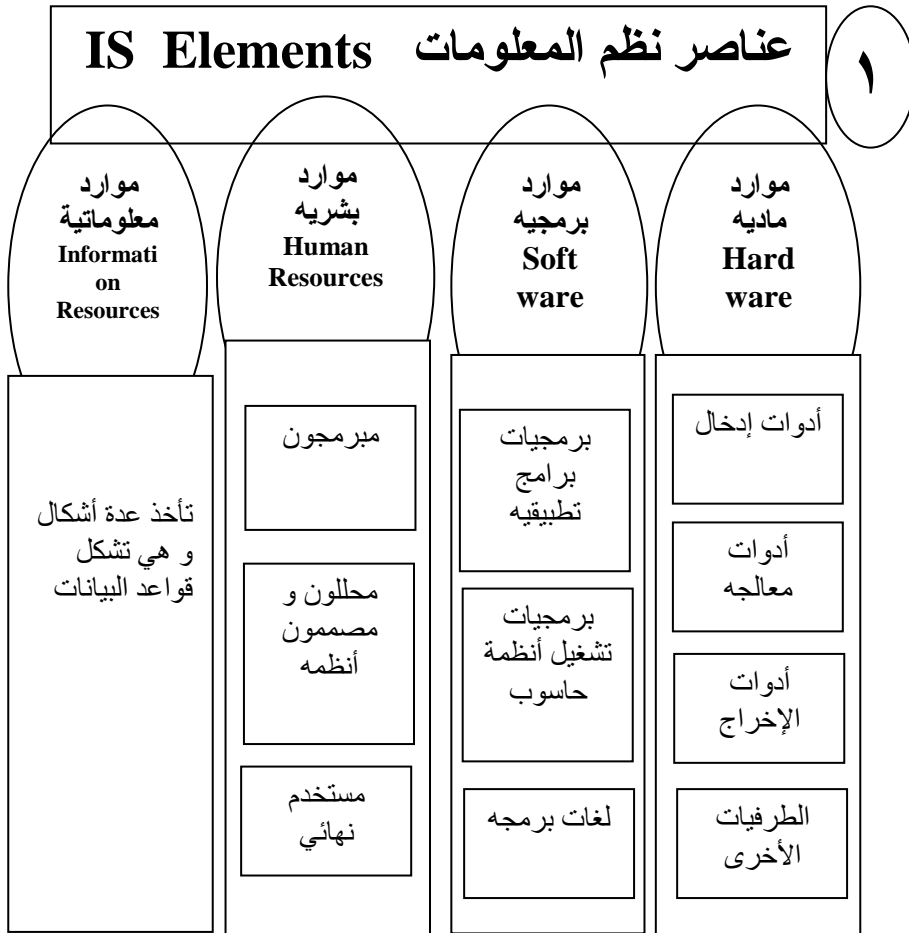 عناصر نظم المعلومات IS Elements
١
موارد
ماديه
Hard
ware
أدوات إدخال
أدوات
معالجه
أدوات
الإخراج
الطرفيات
الأخرى
موارد
برمجيه
Soft
ware
برمجيات
برامج
تطبيقيه
برمجيات
تشغيل أنظمة
حاسوب
لغات برمجه
موارد
بشريه
Human
Resources
مبرمجون
محللون و
مصممون
أنظمه
مستخدم
نهائي
موارد
معلوماتية
Informati
on
Resources
تأخذ عدة أشكال
و هي تشكل
قواعد البيانات